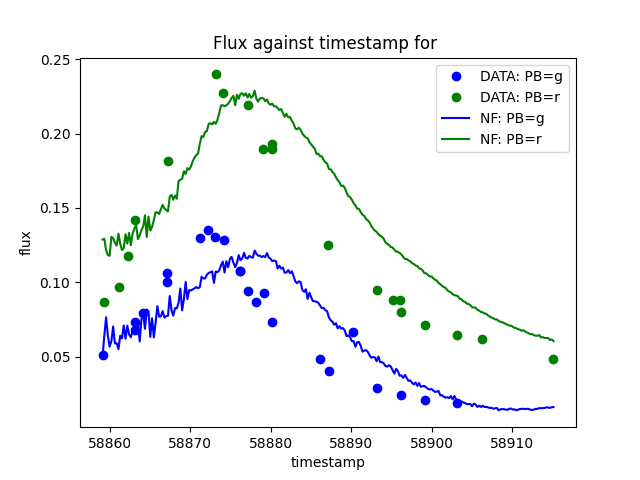 Flux against timestamp for
DATA: PB=g
DATA: PB=r
NF: PB=g
NF: PB=r
flux
0.25
0.20
0.15
0.10
0.05
58860 58870 58880 58890 58900 58910
timestamp